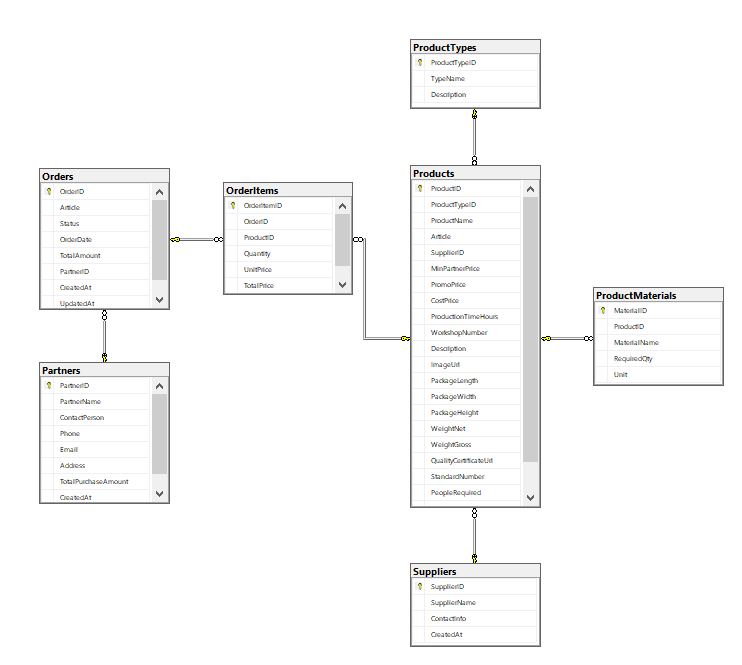 ProductTypes
ProductTypeID
TypeName
Description
Orders
OrderID
Article
Status
OrderDate
TotalAmount
PartnerID
CreatedAt
UpdatedAt
OrderItems
OrderItemID
OrderID
ProductID
Quantity
UnitPrice
TotalPrice
Products
ProductID
ProductTypeID
ProductName
Article
SupplierID
MinPartnerPrice
PromoPrice
CostPrice
ProductionTimeHours
WorkshopNumber
Description
ImageUrl
PackageLength
PackageWidth
PackageHeight
WeightNet
WeightGross
QualityCertificateUrl
StandardNumber
PeopleRequired
ProductMaterials
MaterialID
ProductID
MaterialName
RequiredQty
Unit
Partners
PartnerID
PartnerName
ContactPerson
Phone
Email
Address
TotalPurchaseAmount
CreatedAt
Suppliers
SupplierID
SupplierName
ContactInfo
CreatedAt